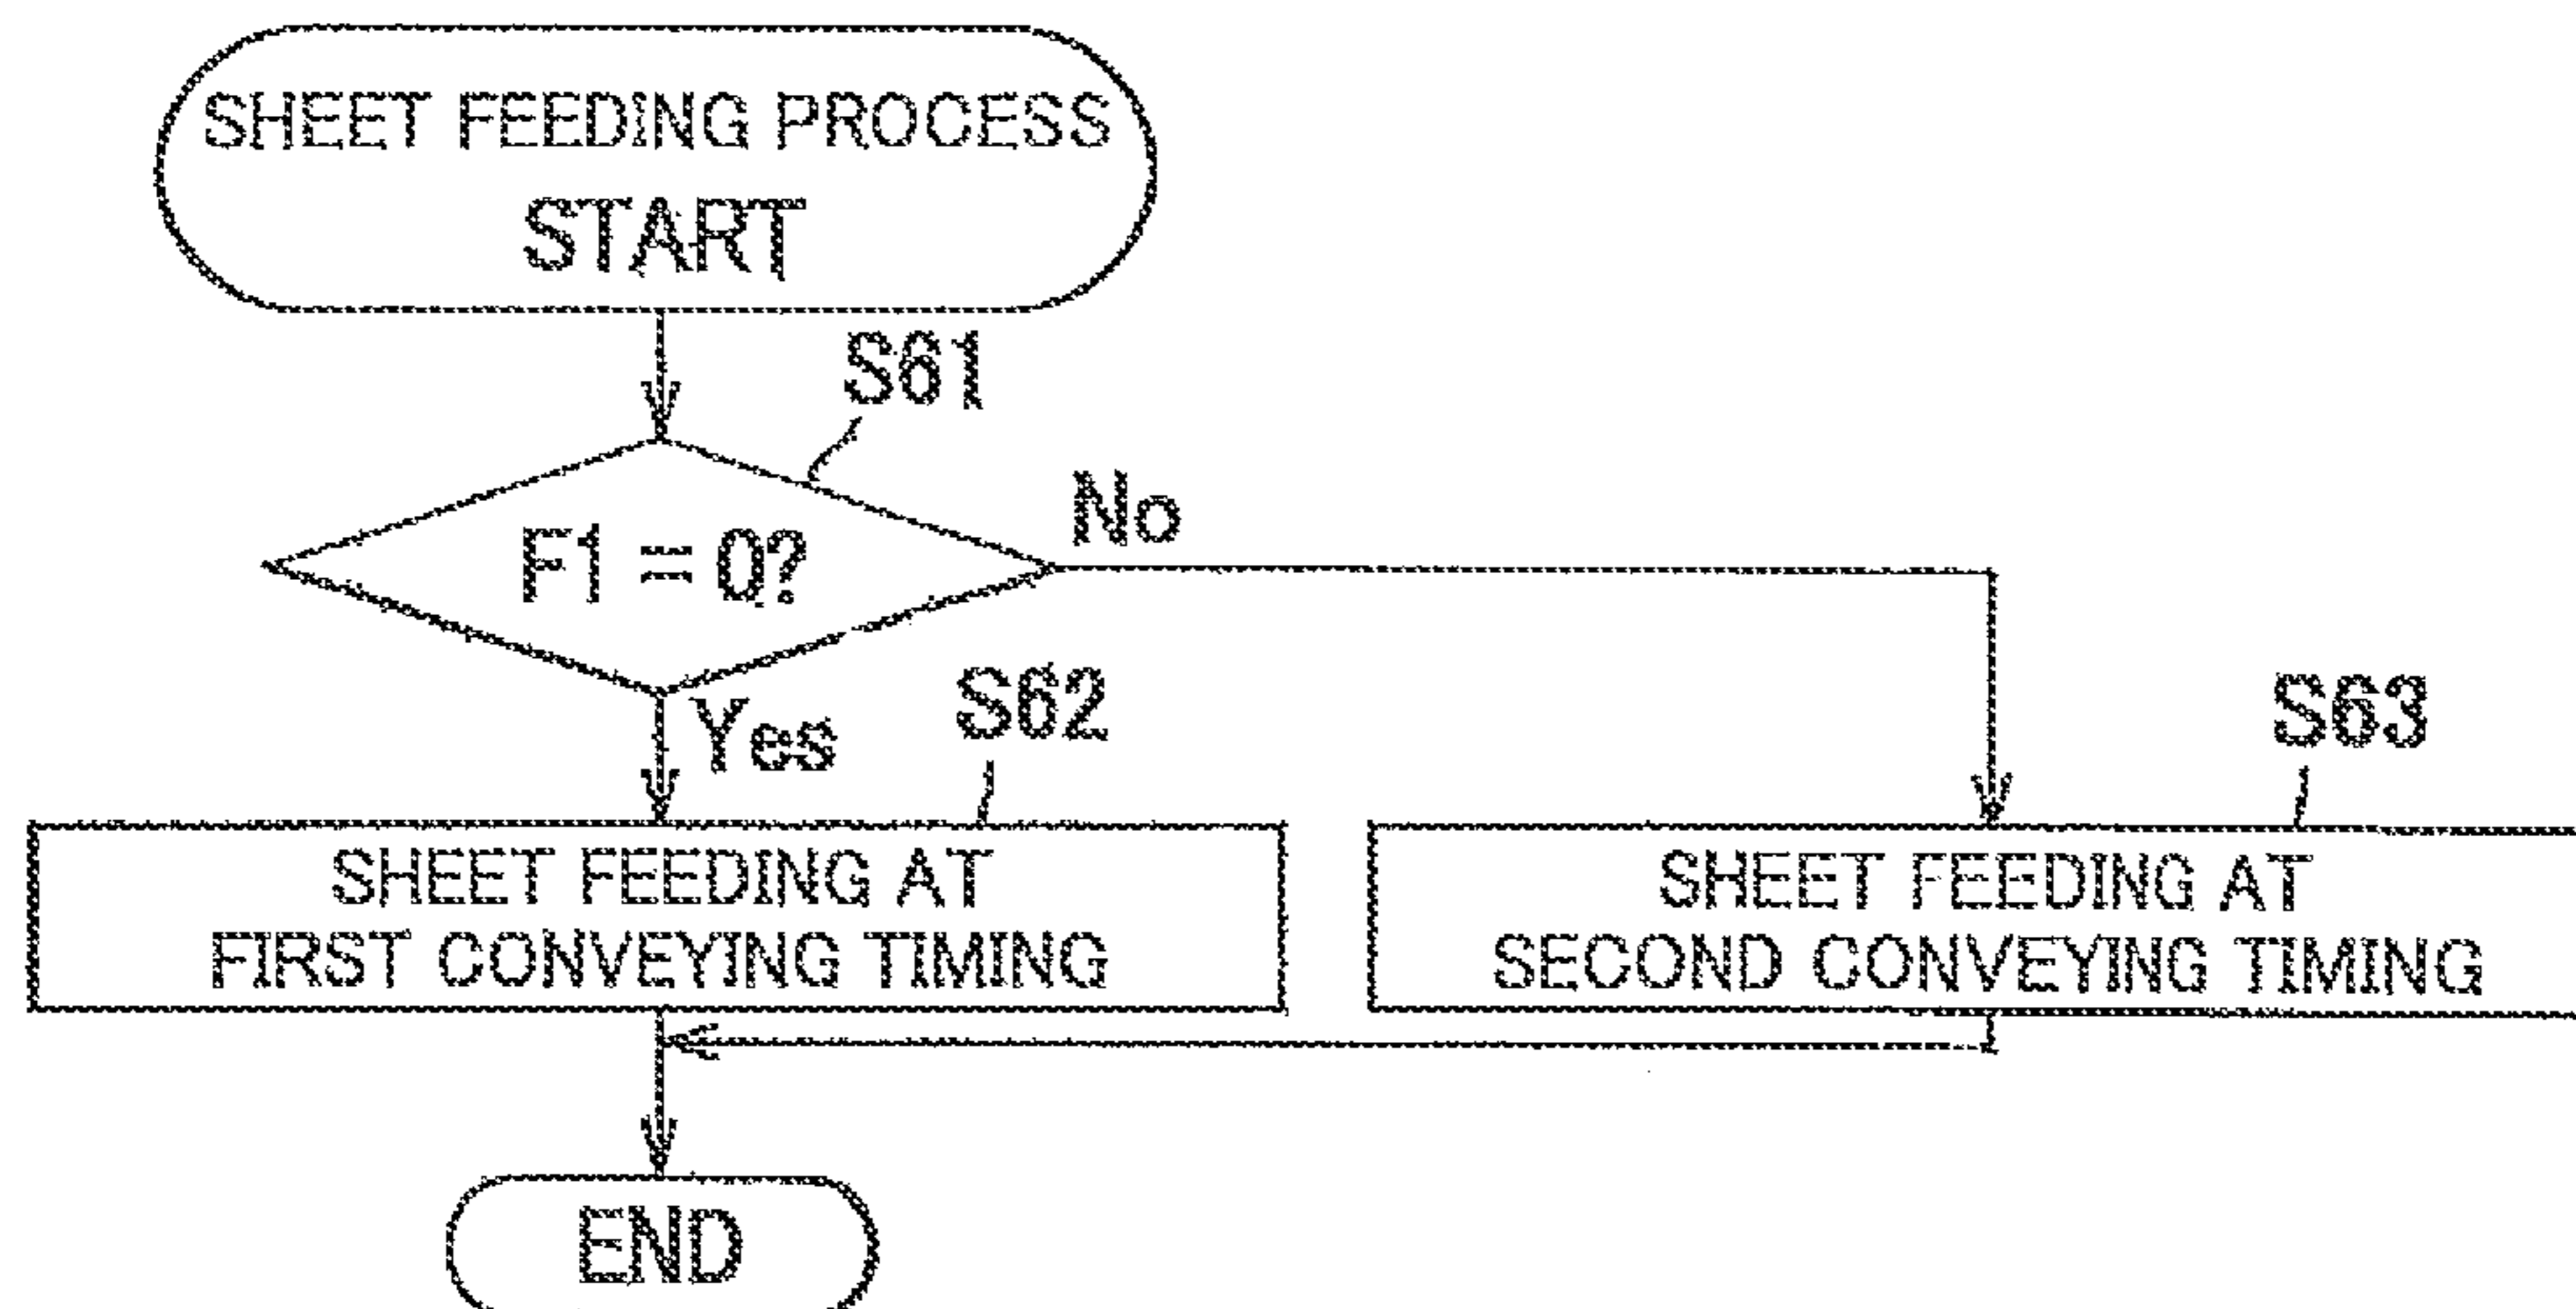 SHEET FEEDING PROCESS
START
S61
F1 = 0?
No
Yes
S62
S63
SHEET FEEDING AT
FIRST CONVEYING TIMING
SHEET FEEDING AT
SECOND CONVEYING TIMING
END